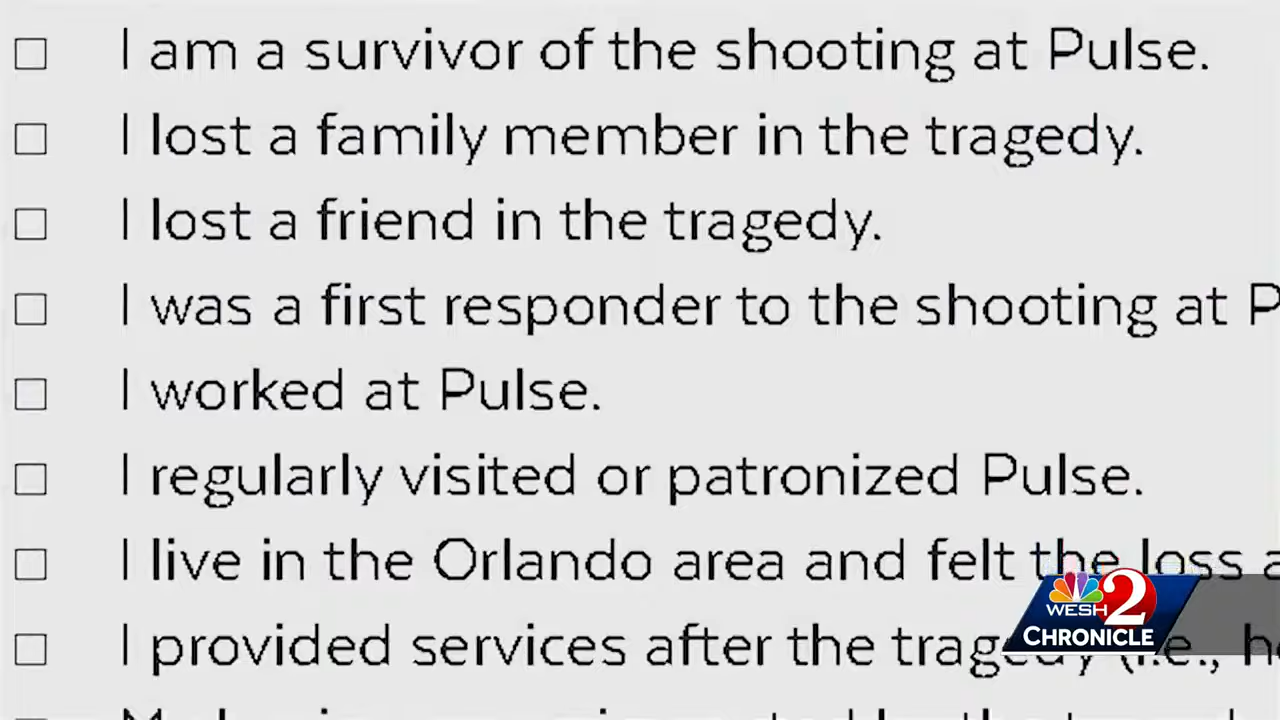 I am a survivor of the shooting at Pulse.
I lost a family member in the tragedy.
I lost a friend in the tragedy.
I was a first responder to the shooting at P
I worked at Pulse.
I regularly visited or patronized Pulse.
I live in the Orlando area and felt the loss a
I provided services after the tragedy (i.e., h
WESH 2
CHRONICLE